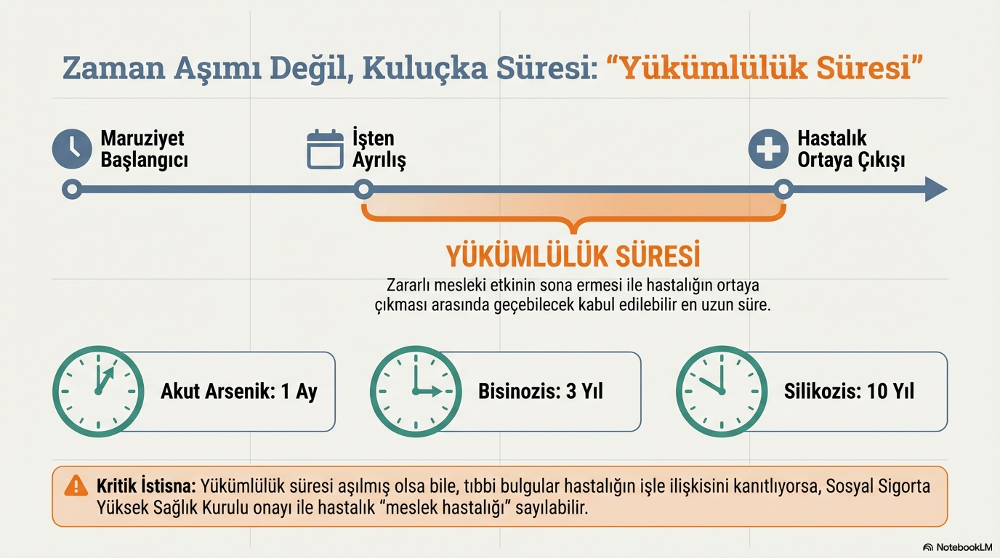 Zaman Aşımı Değil, Kuluçka Süresi: “Yükümlülük Süresi”
Maruziyet
Başlangıcı
İşten
Ayrılış
Hastalık
Ortaya Çıkışı
YÜKÜMLÜLÜK SÜRESİ
Zararlı mesleki etkinin sona ermesi ile hastalığın ortaya
çıkması arasında geçebilecek kabul edilebilir en uzun süre.
Akut Arsenik: 1 Ay
Bisinozis: 3 Yıl
Silikozis: 10 Yıl
Kritik İstisna: Yükümlülük süresi aşılmış olsa bile, tıbbi bulgular hastalığın işle ilişkisini kanıtlıyorsa, Sosyal Sigorta
Yüksek Sağlık Kurulu onayı ile hastalık “meslek hastalığı” sayılabilir.
NotebookLM